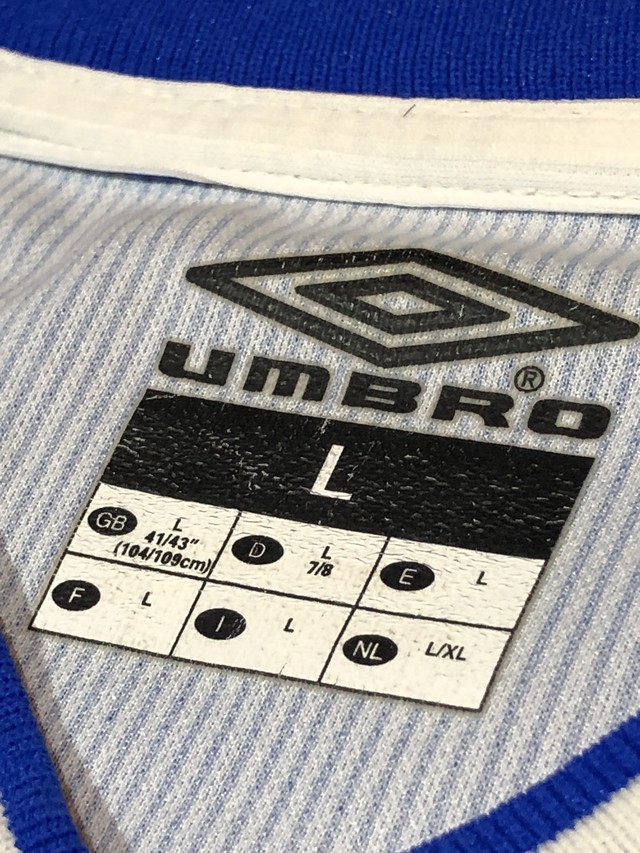 UMBRO®
L
GB L 41/43"
(104/109cm)
D L 7/8
E L
F L
I L
NL L/XL